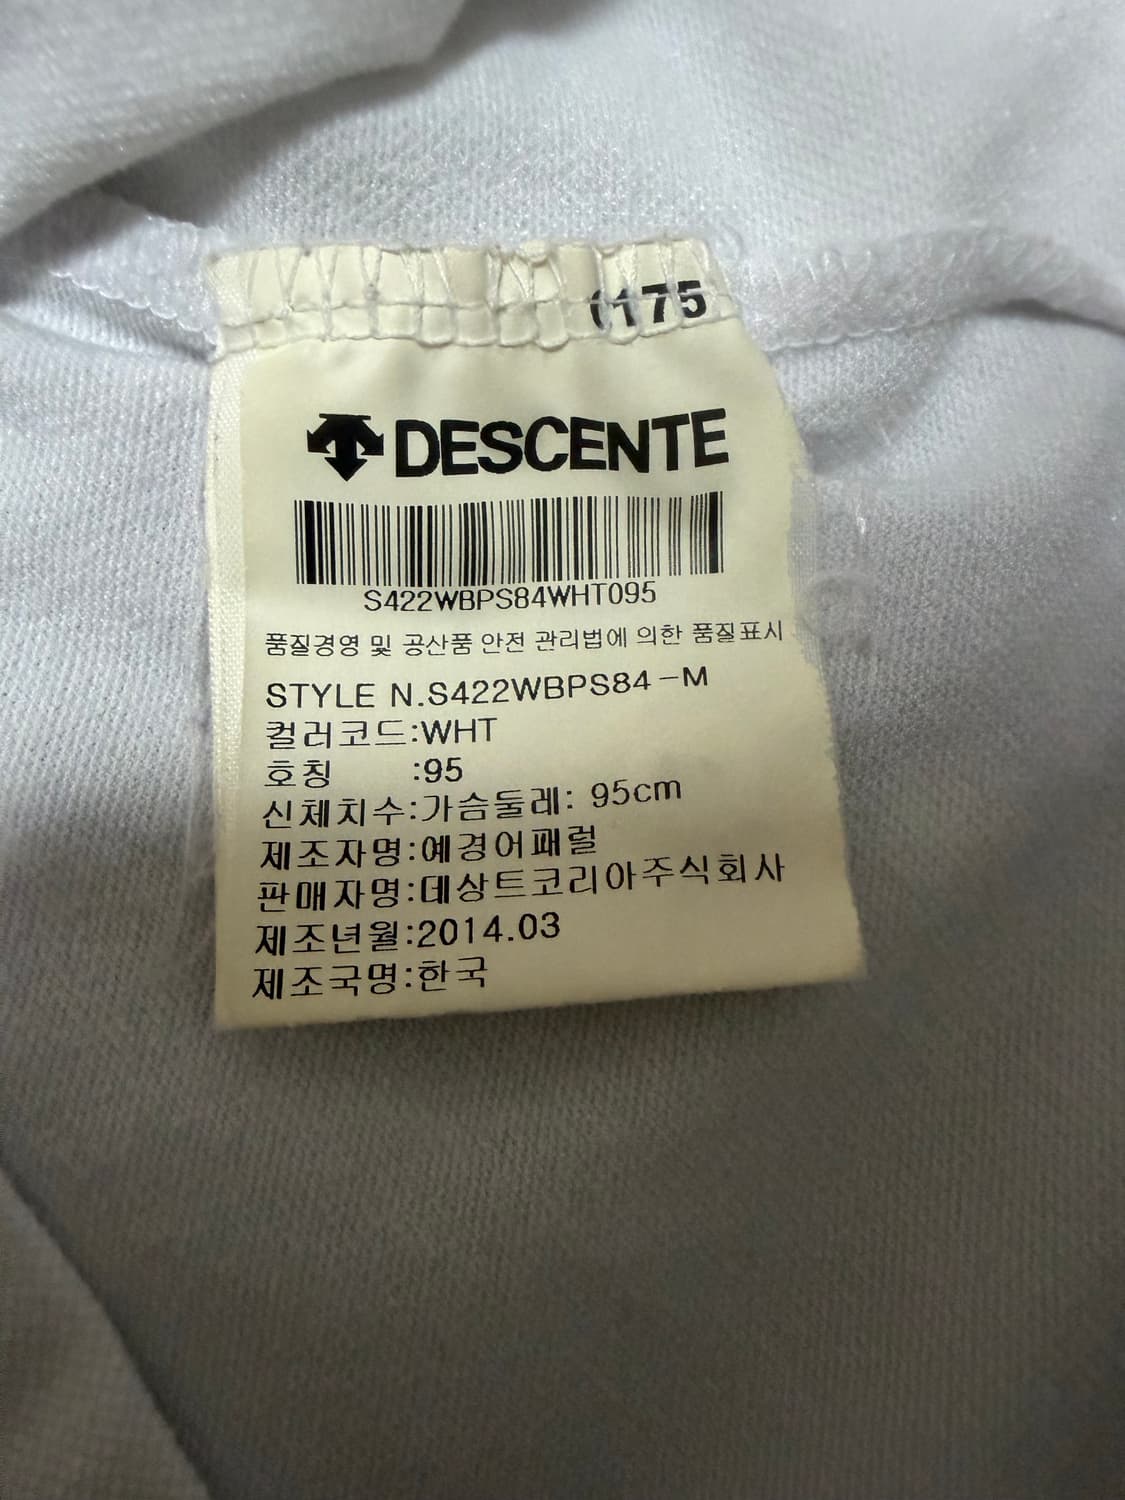 175
DESCENTE
S422WBPS84WHT095
품질경영 및 공산품 안전 관리법에 의한 품질표시
STYLE N.S422WBPS84-M
컬러코드:WHT
호칭 :95
신체치수:가슴둘레: 95cm
제조자명:예경어패럴
판매자명:데상트코리아주식회사
제조년월:2014.03
제조국명:한국